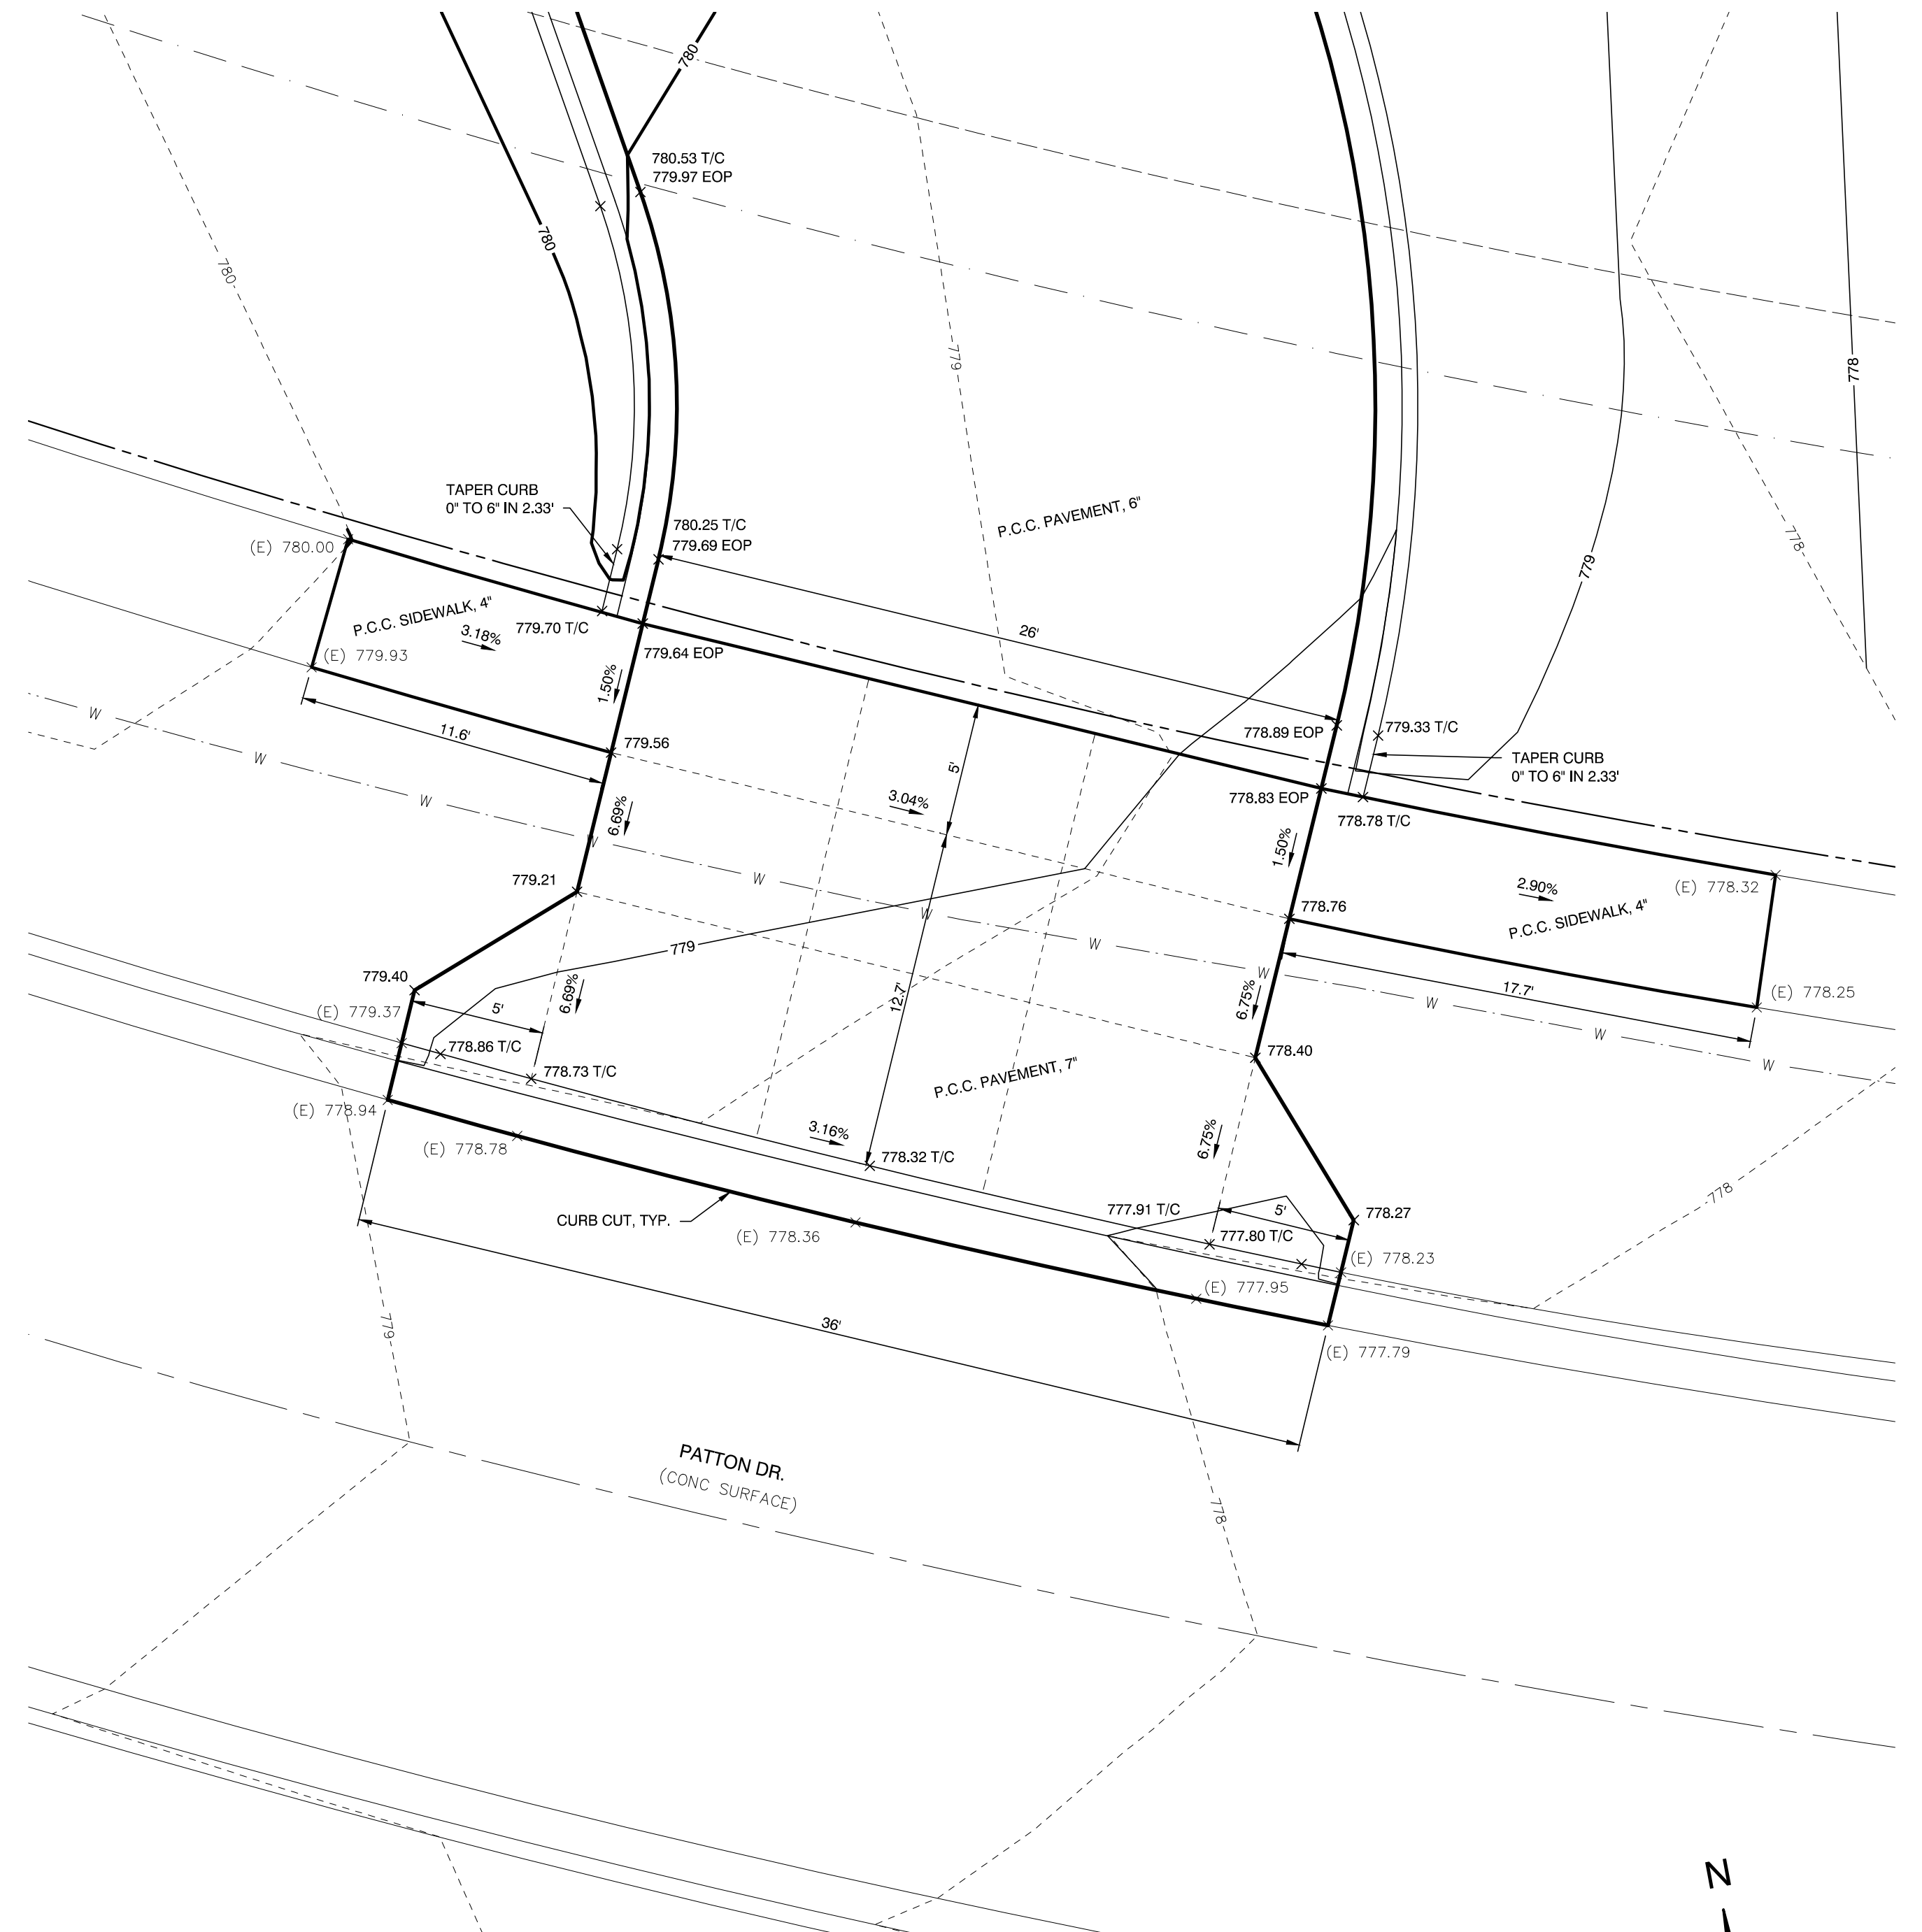 780
780.53 T/C
779.97 EOP
780
780
779
778
TAPER CURB
0" TO 6" IN 2.33'
P.C.C. PAVEMENT, 6"
780.25 T/C
779.69 EOP
(E) 780.00
778
779
P.C.C. SIDEWALK, 4"
3.18%
779.70 T/C
26'
779.64 EOP
(E) 779.93
1.50%
W
11.6'
779.56
778.89 EOP
779.33 T/C
W
5'
TAPER CURB
0" TO 6" IN 2.33'
W
3.04%
778.83 EOP
778.78 T/C
6.69%
W
1.50%
W
779.21
(E) 778.32
2.90%
778.76
W
P.C.C. SIDEWALK, 4"
779
W
779.40
6.69%
12.7'
W
6.75%
17.7'
(E) 778.25
W
W
W
(E) 779.37
5'
778.86 T/C
778.73 T/C
778.40
P.C.C. PAVEMENT, 7"
(E) 778.94
(E) 778.78
3.16%
6.75%
778.32 T/C
778
CURB CUT, TYP.
(E) 778.36
777.91 T/C
5'
778.27
777.80 T/C
(E) 778.23
(E) 777.95
779
36'
(E) 777.79
PATTON DR.
(CONC SURFACE)
778
N